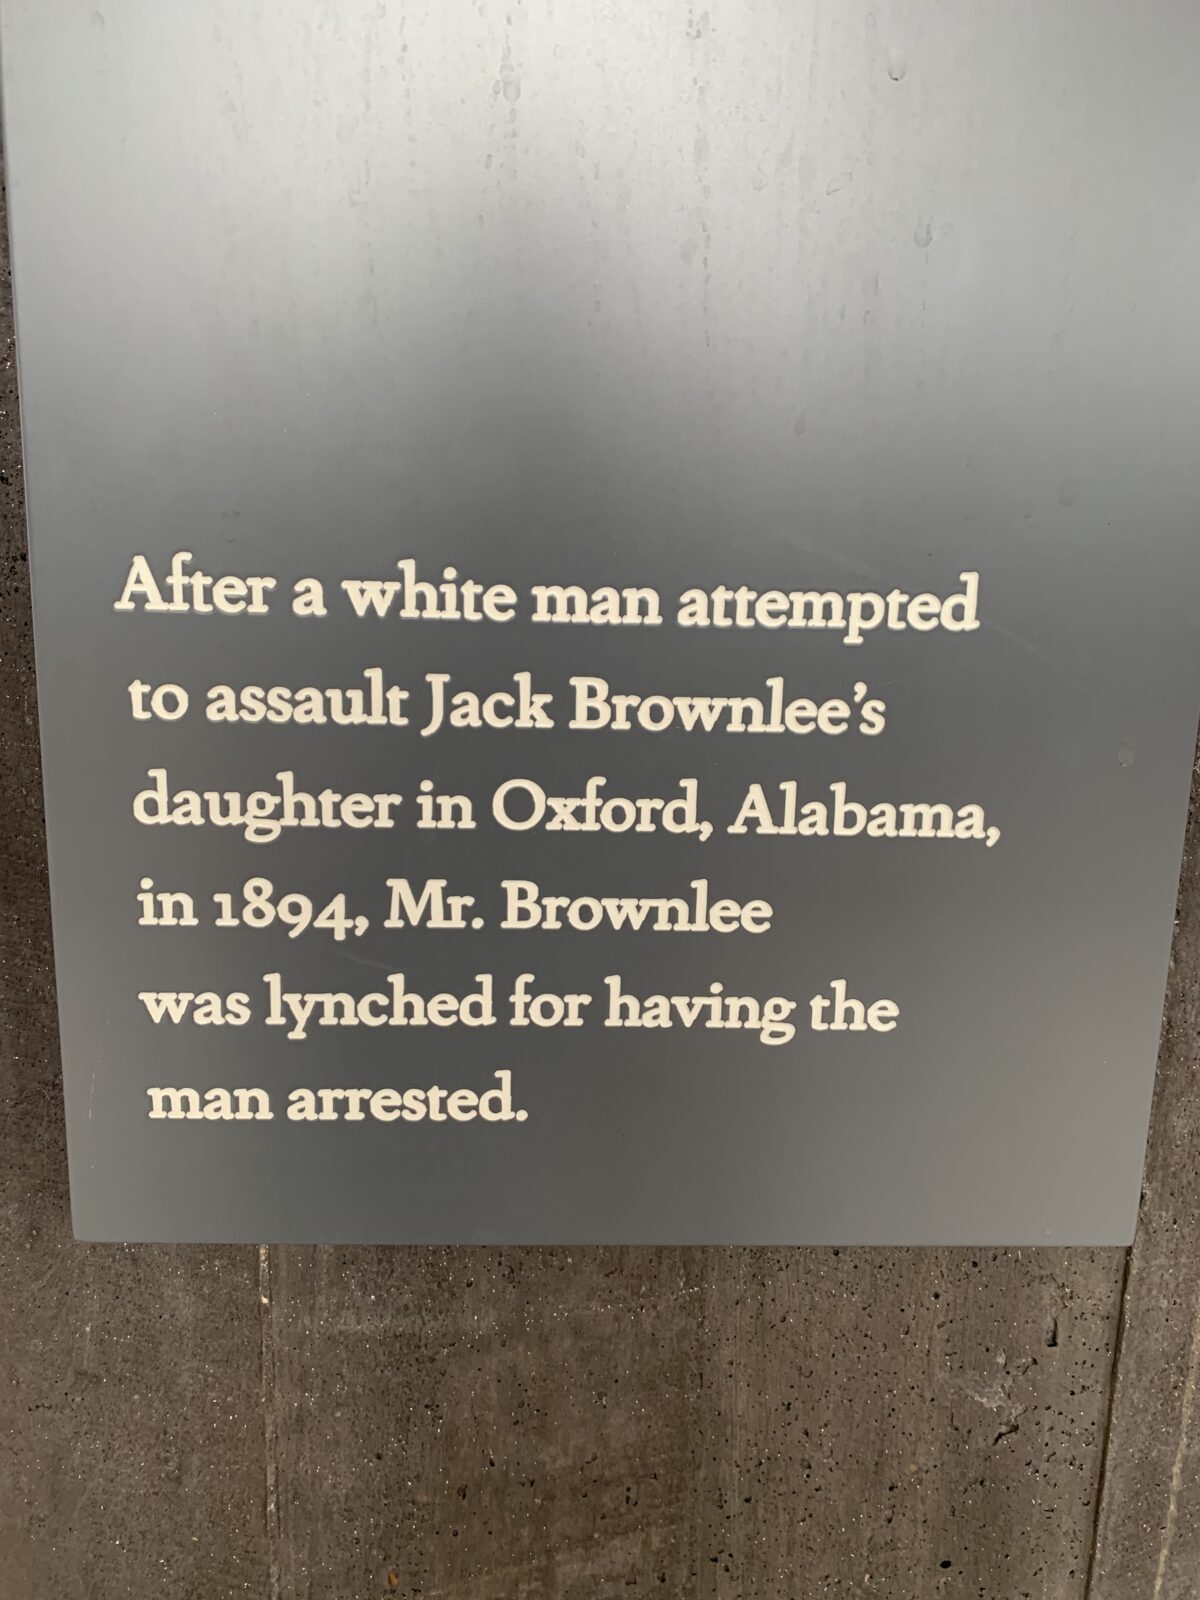 After a white man attempted
to assault Jack Brownlee’s
daughter in Oxford, Alabama,
in 1894, Mr. Brownlee
was lynched for having the
man arrested.